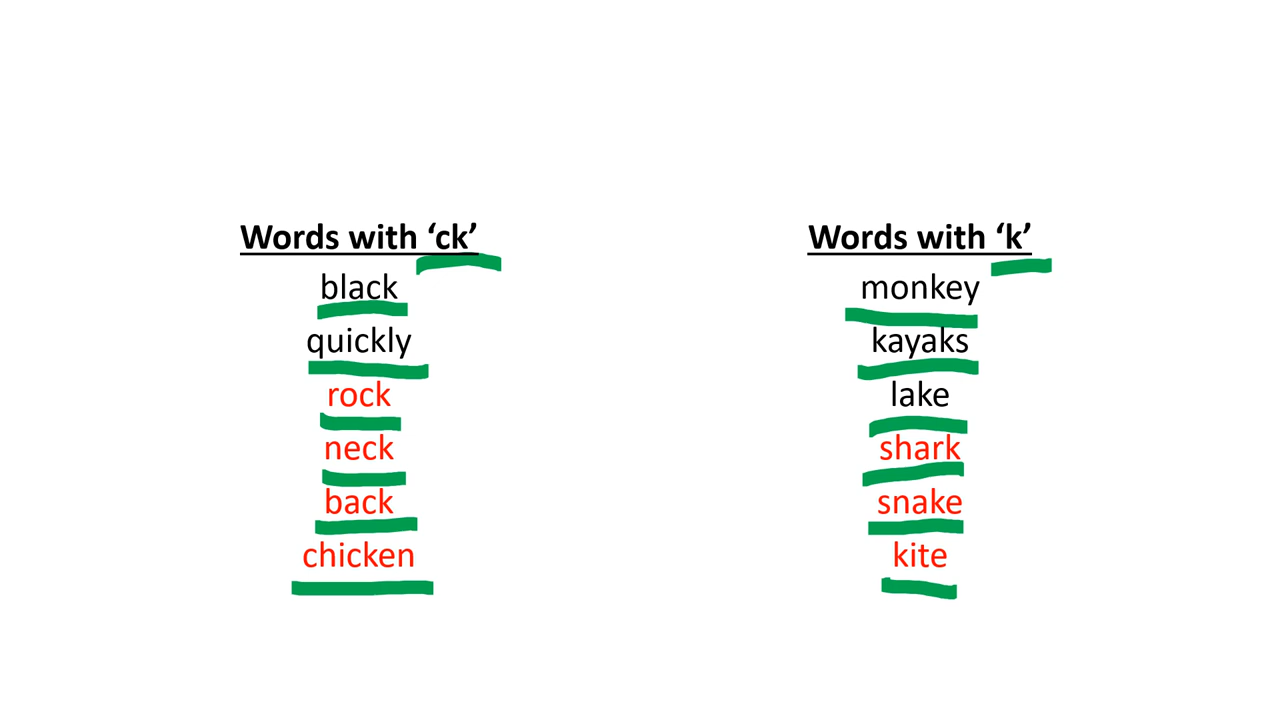 Words with ‘ck’
black
quickly
rock
neck
back
chicken
Words with ‘k’
monkey
kayaks
lake
shark
snake
kite